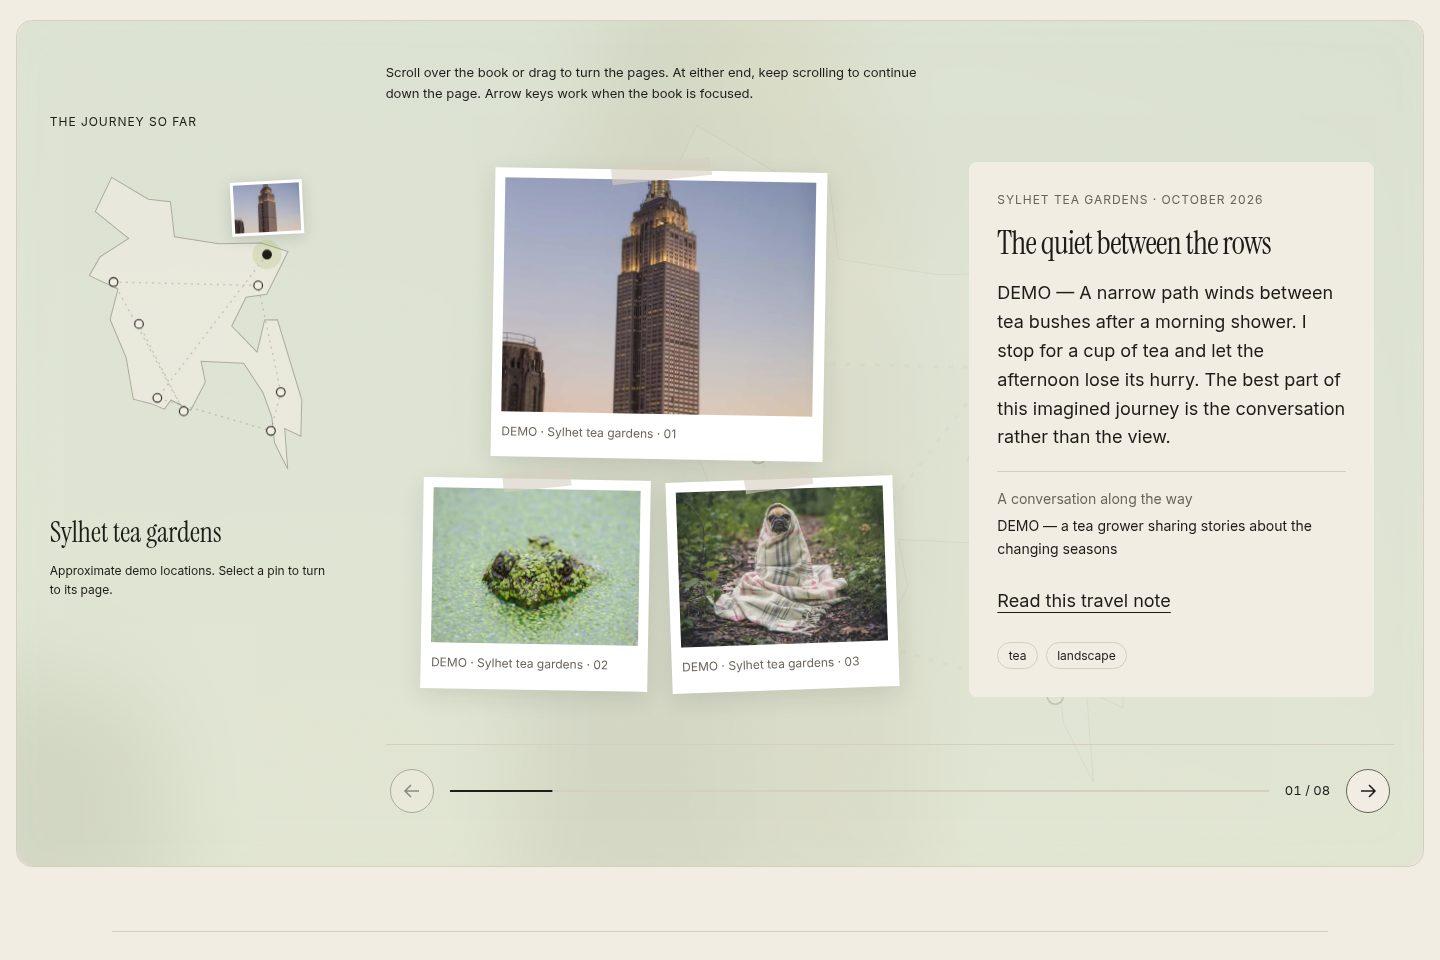 Scroll over the book or drag to turn the pages. At either end, keep scrolling to continue
down the page. Arrow keys work when the book is focused.
THE JOURNEY SO FAR
Sylhet tea gardens
Approximate demo locations. Select a pin to turn
to its page.
DEMO · Sylhet tea gardens · 01
DEMO · Sylhet tea gardens · 02
DEMO · Sylhet tea gardens · 03
SYLHET TEA GARDENS · OCTOBER 2026
The quiet between the rows
DEMO — A narrow path winds between
tea bushes after a morning shower. I
stop for a cup of tea and let the
afternoon lose its hurry. The best part of
this imagined journey is the conversation
rather than the view.
A conversation along the way
DEMO — a tea grower sharing stories about the
changing seasons
Read this travel note
tea
landscape
01 / 08